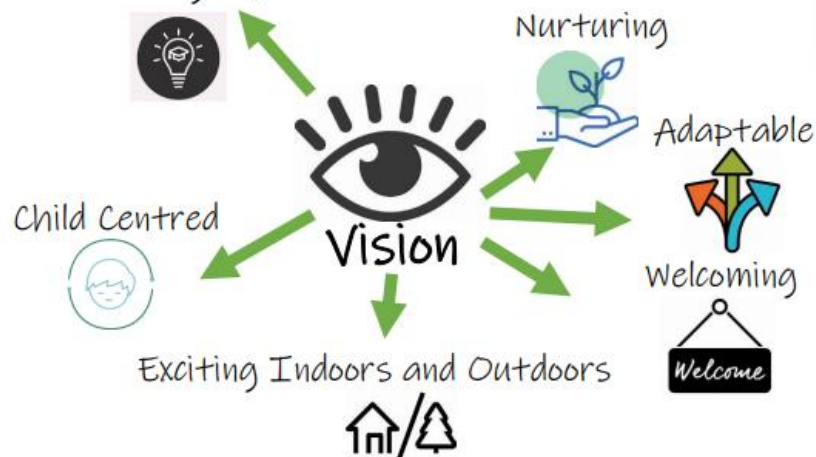 Nurturing
Adaptable
Child Centred
Vision
Welcoming
Welcome
Exciting Indoors and Outdoors